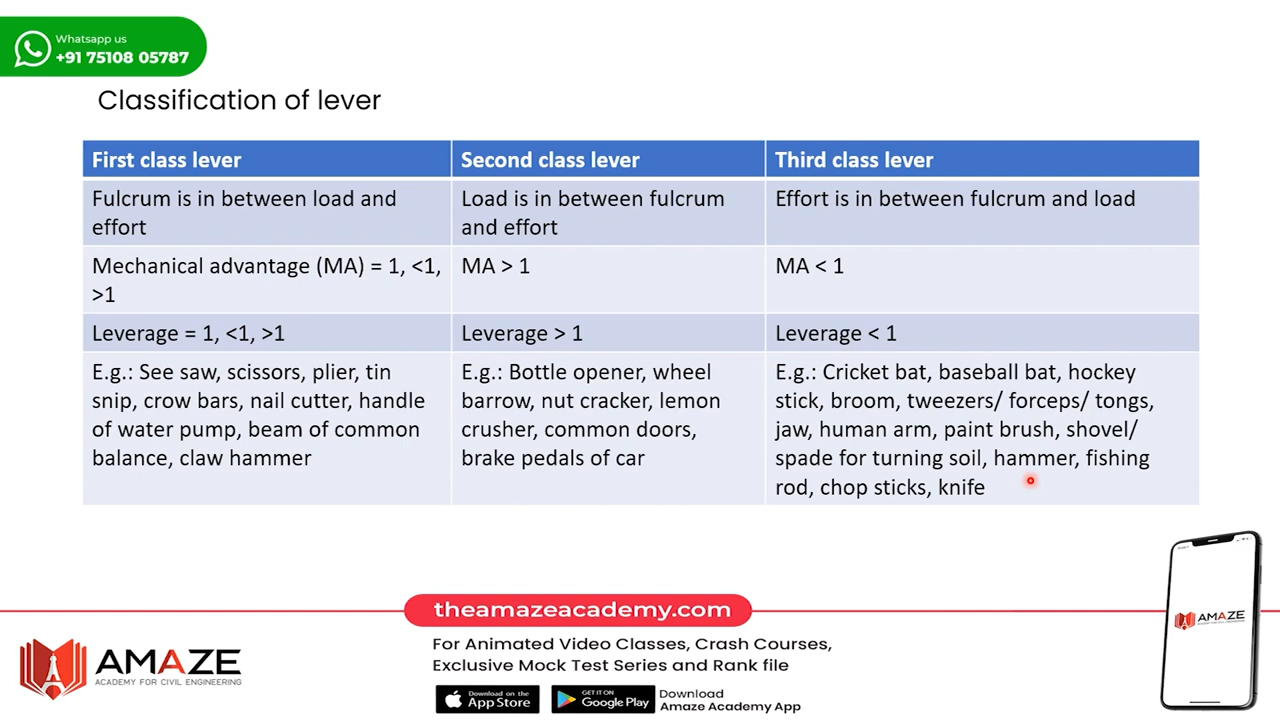 Whatsapp us
+91 75108 05787
Classification of lever
First class lever
Second class lever
Third class lever
Fulcrum is in between load and
effort
Load is in between fulcrum
and effort
Effort is in between fulcrum and load
Mechanical advantage (MA) = 1, <1,
>1
MA > 1
MA < 1
Leverage = 1, <1, >1
Leverage > 1
Leverage < 1
E.g.: See saw, scissors, plier, tin
snip, crow bars, nail cutter, handle
of water pump, beam of common
balance, claw hammer
E.g.: Bottle opener, wheel
barrow, nut cracker, lemon
crusher, common doors,
brake pedals of car
E.g.: Cricket bat, baseball bat, hockey
stick, broom, tweezers/ forceps/ tongs,
jaw, human arm, paint brush, shovel/
spade for turning soil, hammer, fishing
rod, chop sticks, knife
theamazeacademy.com
For Animated Video Classes, Crash Courses,
Exclusive Mock Test Series and Rank file
AMAZE
ACADEMY FOR CIVIL ENGINEERING
Download on the
App Store
GET IT ON
Google Play
Download
Amaze Academy App
AMAZE